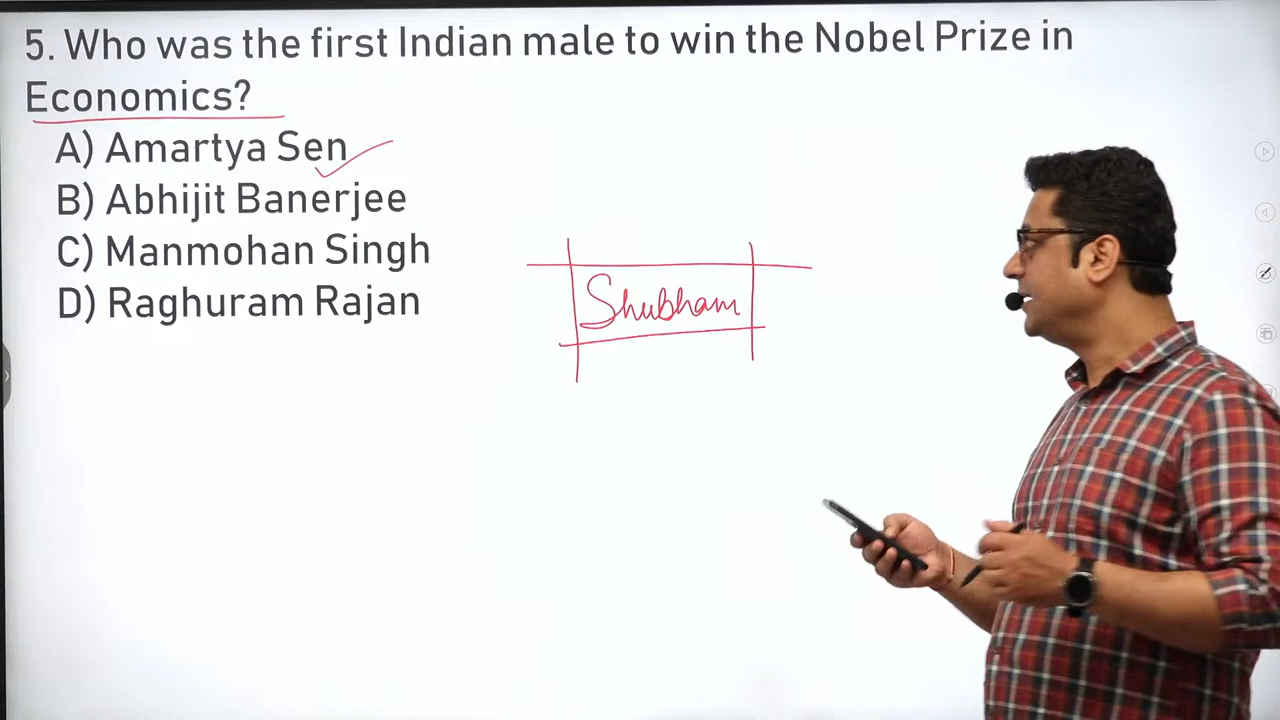 5. Who was the first Indian male to win the Nobel Prize in
Economics?
A) Amartya Sen
B) Abhijit Banerjee
C) Manmohan Singh
D) Raghuram Rajan
Shubham